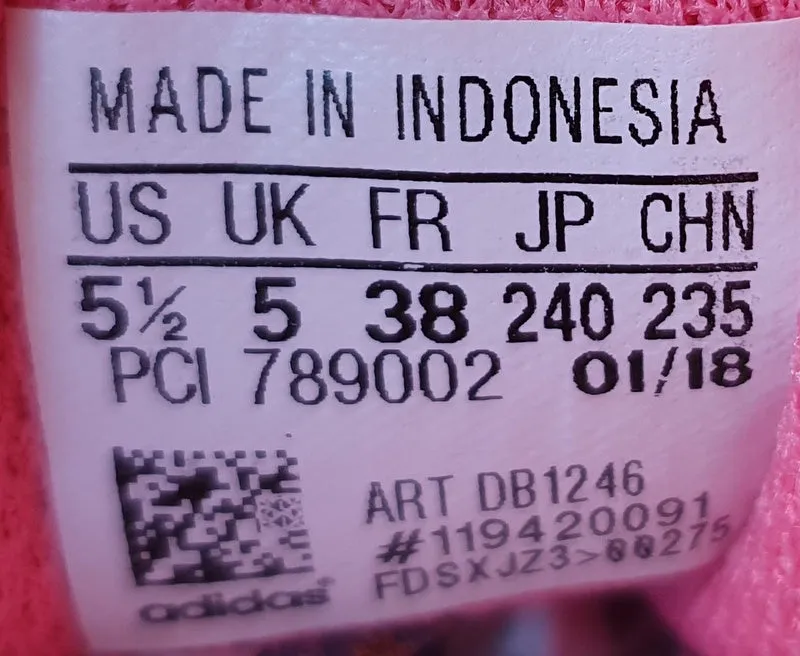 MADE IN INDONESIA
US UK FR JP CHN
5½ 5 38 240 235
PCI 789002 01/18
ART DB1246
#119420091
FDSXJZ3>00275
adidas